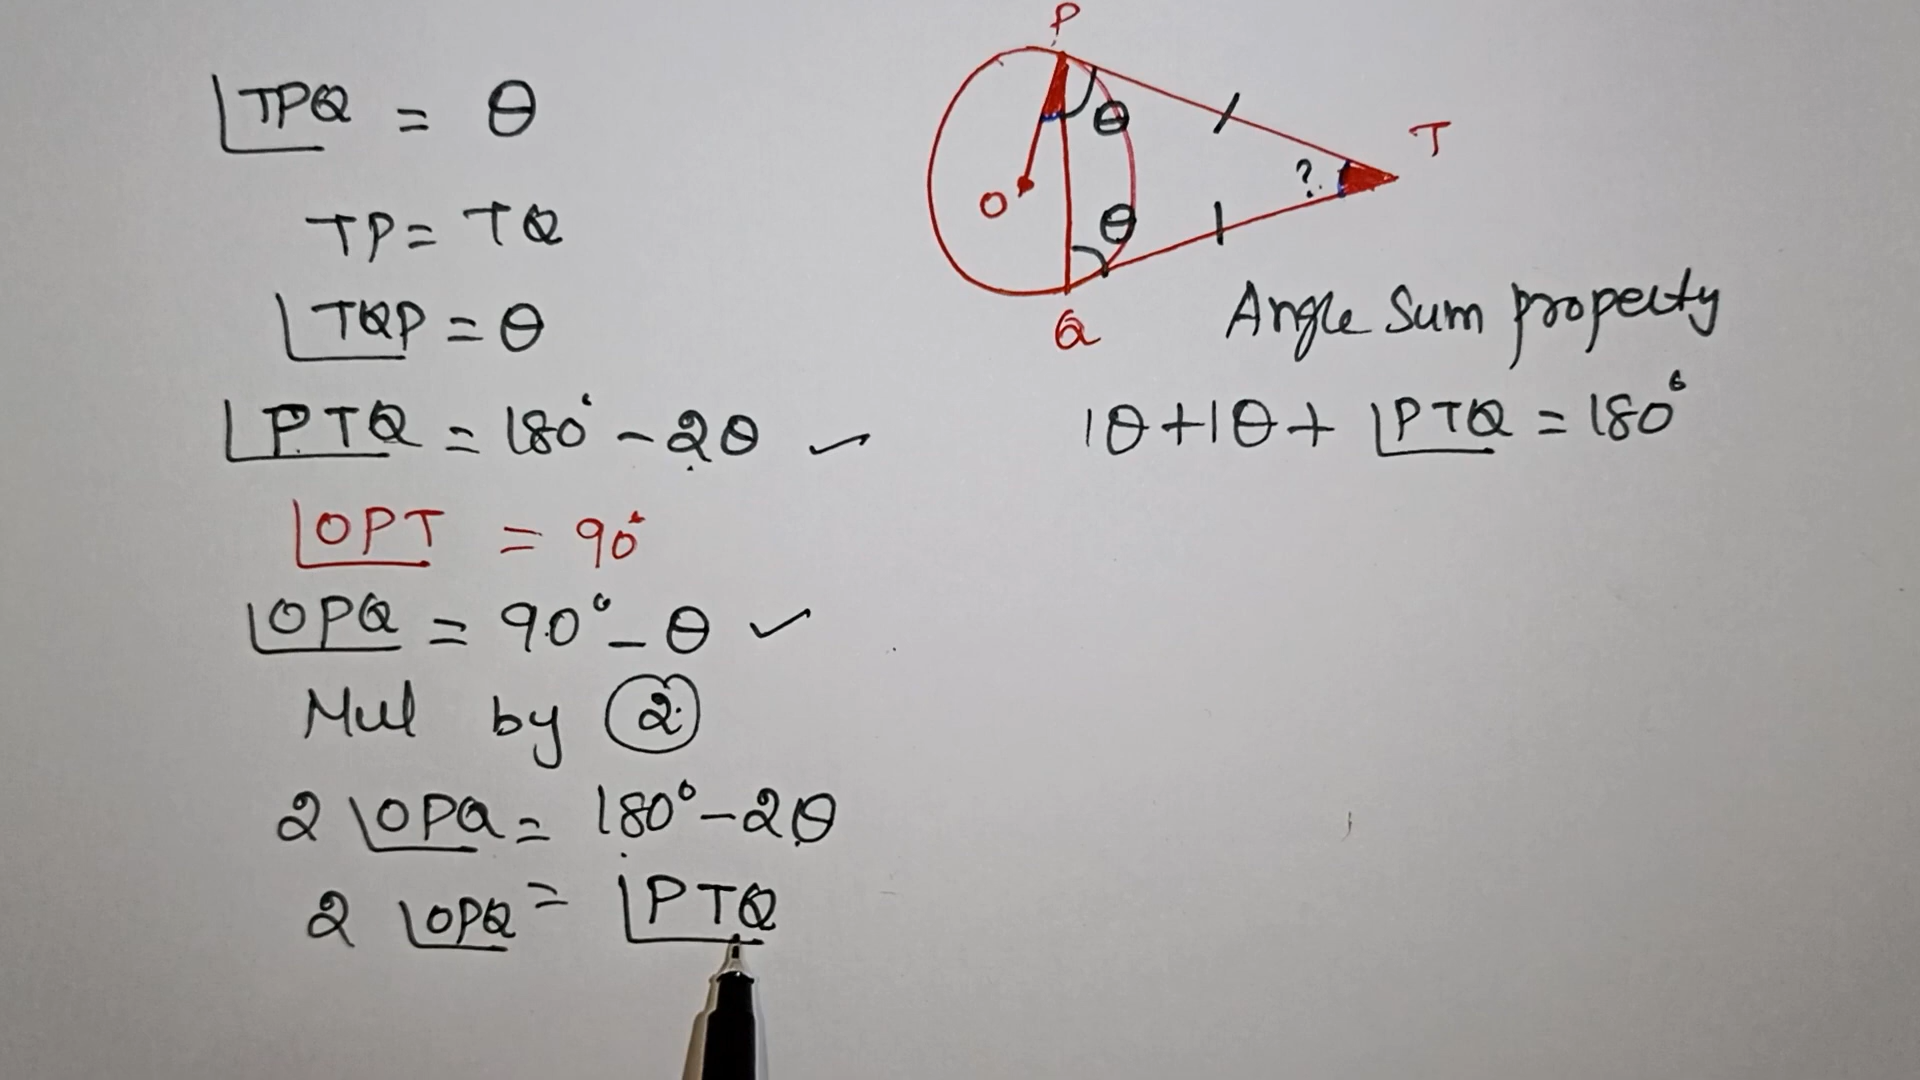 ∠TPQ = θ
TP = TQ
∠TQP = θ
∠PTQ = 180° - 2θ ✓
∠OPT = 90°
∠OPQ = 90° - θ ✓
Mul by ②
2 ∠OPQ = 180° - 2θ
2 ∠OPQ = ∠PTQ
P
θ
T
?
O
θ
Q
Angle Sum property
1θ + 1θ + ∠PTQ = 180°